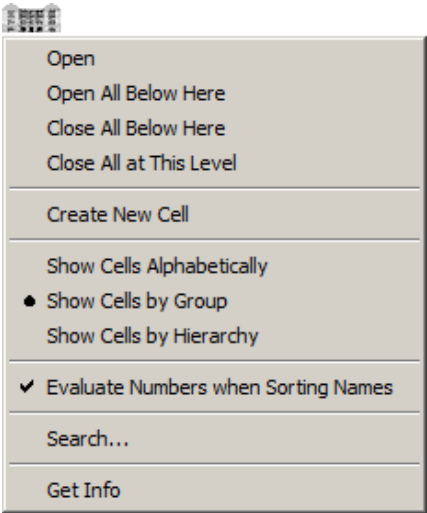 Open
Open All Below Here
Close All Below Here
Close All at This Level
Create New Cell
Show Cells Alphabetically
Show Cells by Group
Show Cells by Hierarchy
Evaluate Numbers when Sorting Names
Search...
Get Info